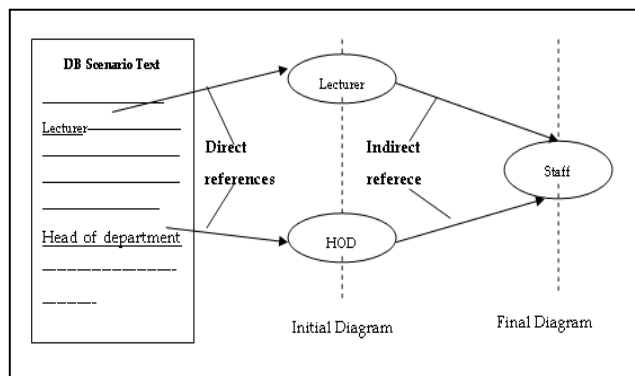 DB Scenario Text
Lecturer
Head of department
Direct
references
Lecturer
HOD
Initial Diagram
Indirect
referece
Staff
Final Diagram